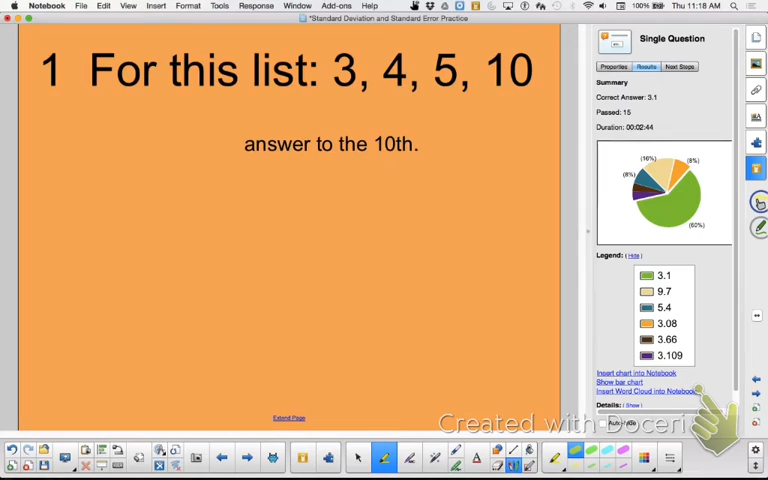 Notebook File Edit View Insert Format Tools Response Window Add-ons Help
100% Thu 11:18 AM
*Standard Deviation and Standard Error Practice
1 For this list: 3, 4, 5, 10
answer to the 10th.
Extend Page
Single Question
Properties Results Next Steps
Summary
Correct Answer: 3.1
Passed: 15
Duration: 00:02:44
(16%)
(8%)
(8%)
(60%)
Legend: ( Hide )
3.1
9.7
5.4
3.08
3.66
3.109
Insert chart into Notebook
Show bar chart
Insert Word Cloud into Notebook
Details: ( Show )
Auto-hide
Created with Doceri